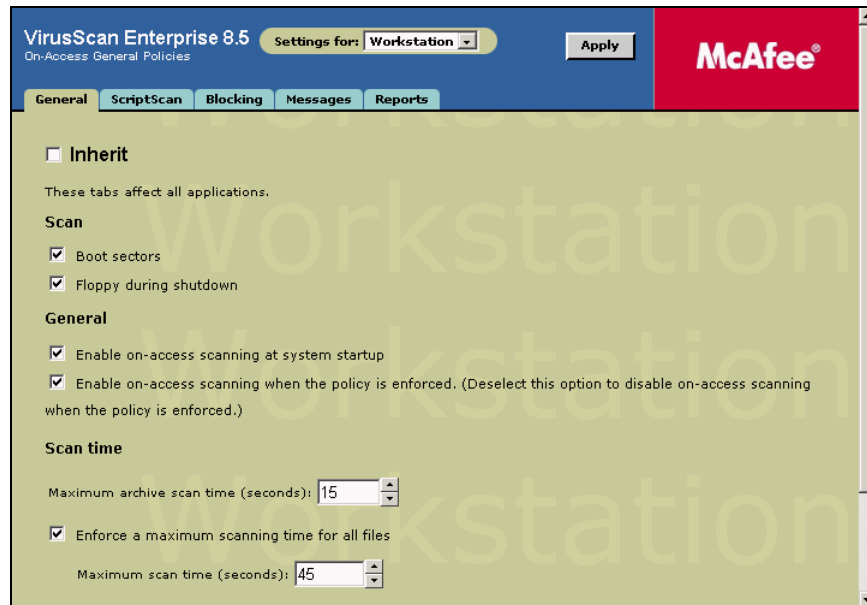 VirusScan Enterprise 8.5 Settings for: Workstation Apply McAfee®
On-Access General Policies
General ScriptScan Blocking Messages Reports
Inherit
These tabs affect all applications.
Scan
Boot sectors
Floppy during shutdown
General
Enable on-access scanning at system startup
Enable on-access scanning when the policy is enforced. (Deselect this option to disable on-access scanning
when the policy is enforced.)
Scan time
Maximum archive scan time (seconds): 15
Enforce a maximum scanning time for all files
Maximum scan time (seconds): 45
Workstation
Workstation
Workstation
Workstation